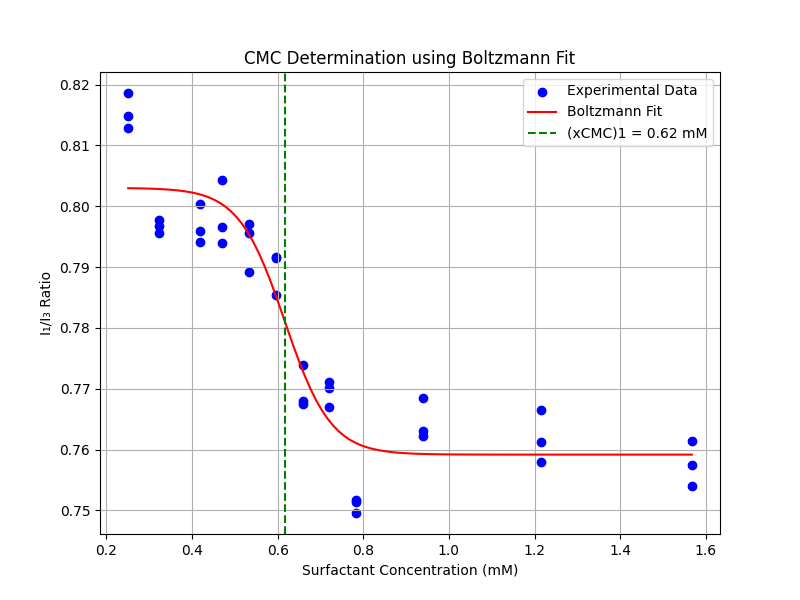 CMC Determination using Boltzmann Fit
Experimental Data
Boltzmann Fit
(xCMC)1 = 0.62 mM
I₁/I₃ Ratio
0.82
0.81
0.80
0.79
0.78
0.77
0.76
0.75
0.2 0.4 0.6 0.8 1.0 1.2 1.4 1.6
Surfactant Concentration (mM)